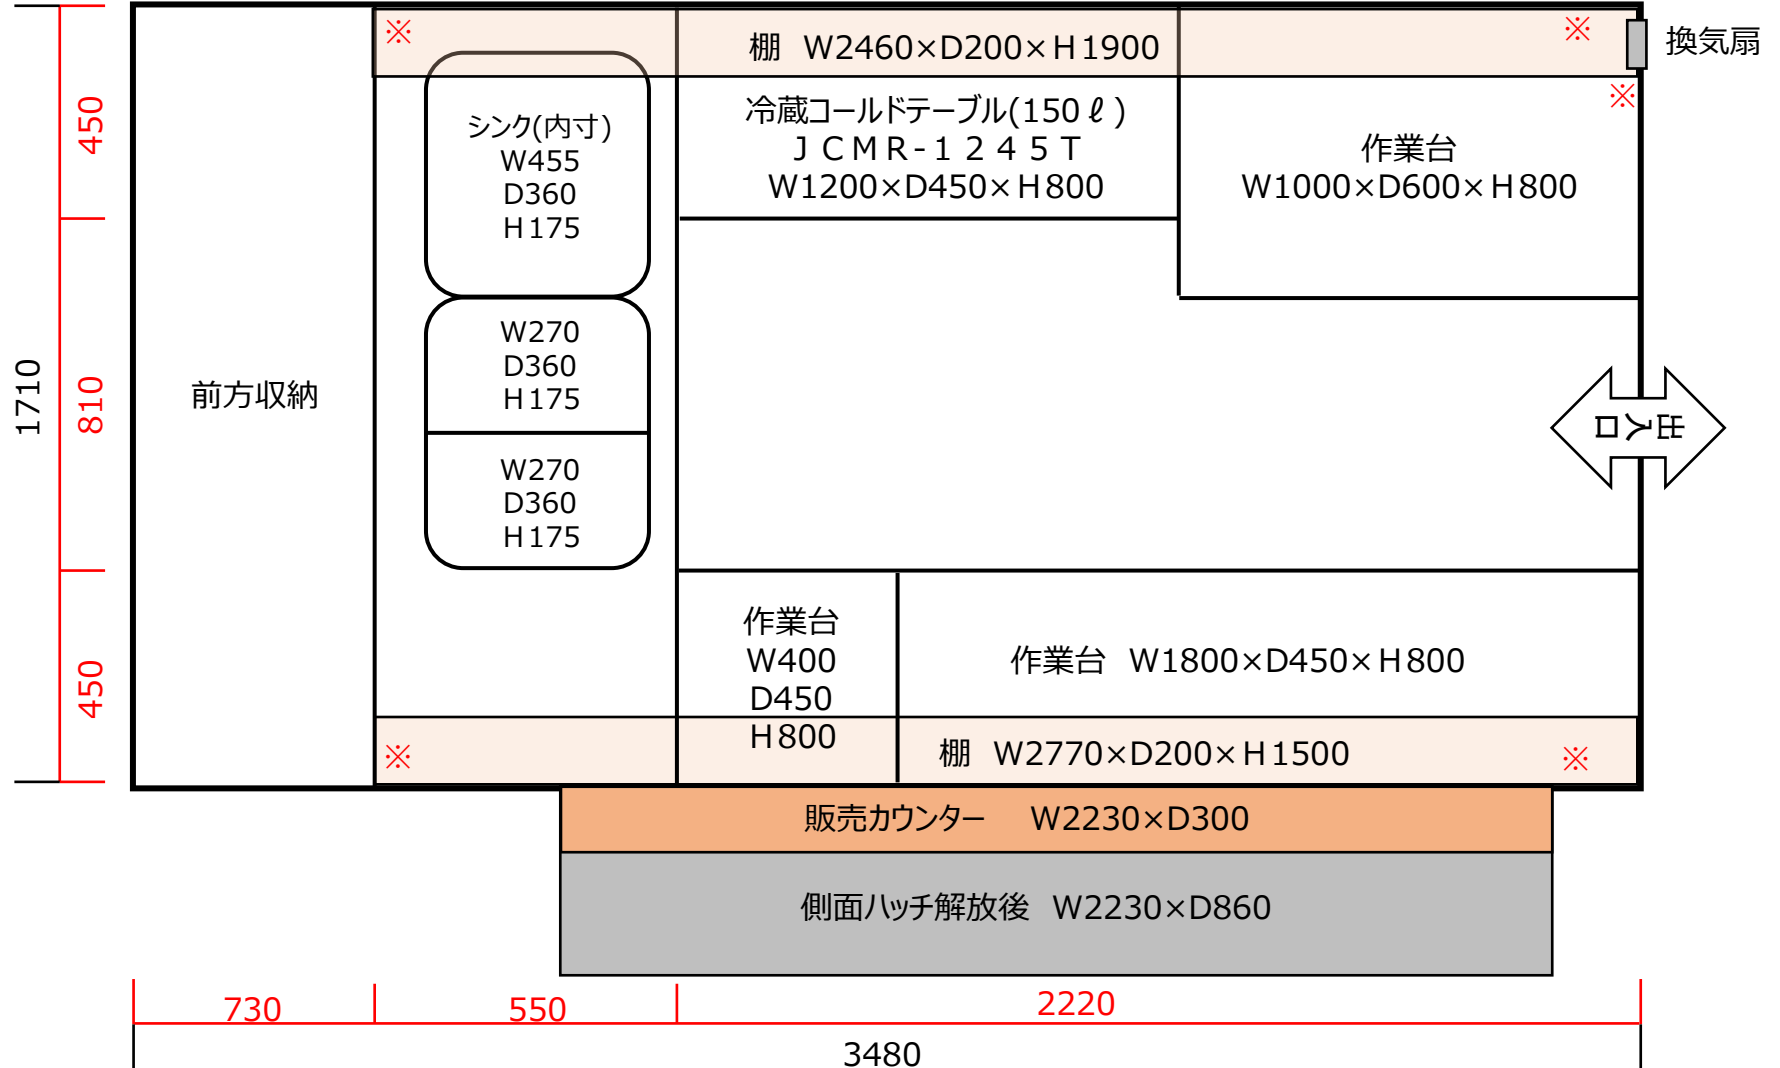 ※
棚 W2460×D200×H1900
※
換気扇
※
シンク(内寸)
W455
D360
H175
冷蔵コールドテーブル(150ℓ)
JCMR-1245T
W1200×D450×H800
作業台
W1000×D600×H800
W270
D360
H175
W270
D360
H175
前方収納
出入口
作業台
W400
D450
H800
作業台 W1800×D450×H800
※
棚 W2770×D200×H1500
※
販売カウンター W2230×D300
側面ハッチ解放後 W2230×D860
1710
450
810
450
730
550
2220
3480